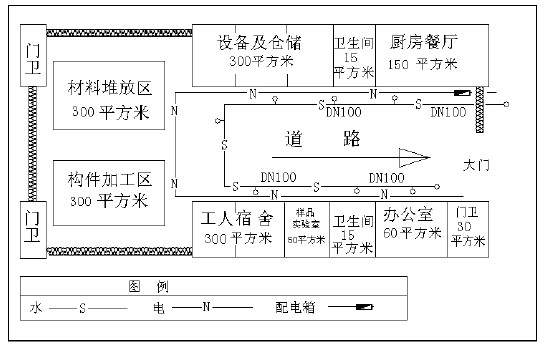 门
卫
设备及仓储
300平方米
卫生间
15
平方米
厨房餐厅
150 平方米
材料堆放区
300 平方米
N
N
N
S
S
DN100
DN100
S
道 路
大门
构件加工区
300 平方米
N
DN100
DN100
S
S
N
N
门
卫
工人宿舍
300平方米
样品
实验室
50平方米
卫生间
15
平方米
办公室
60平方米
门卫
30
平方米
图 例
水 S 电 N 配电箱